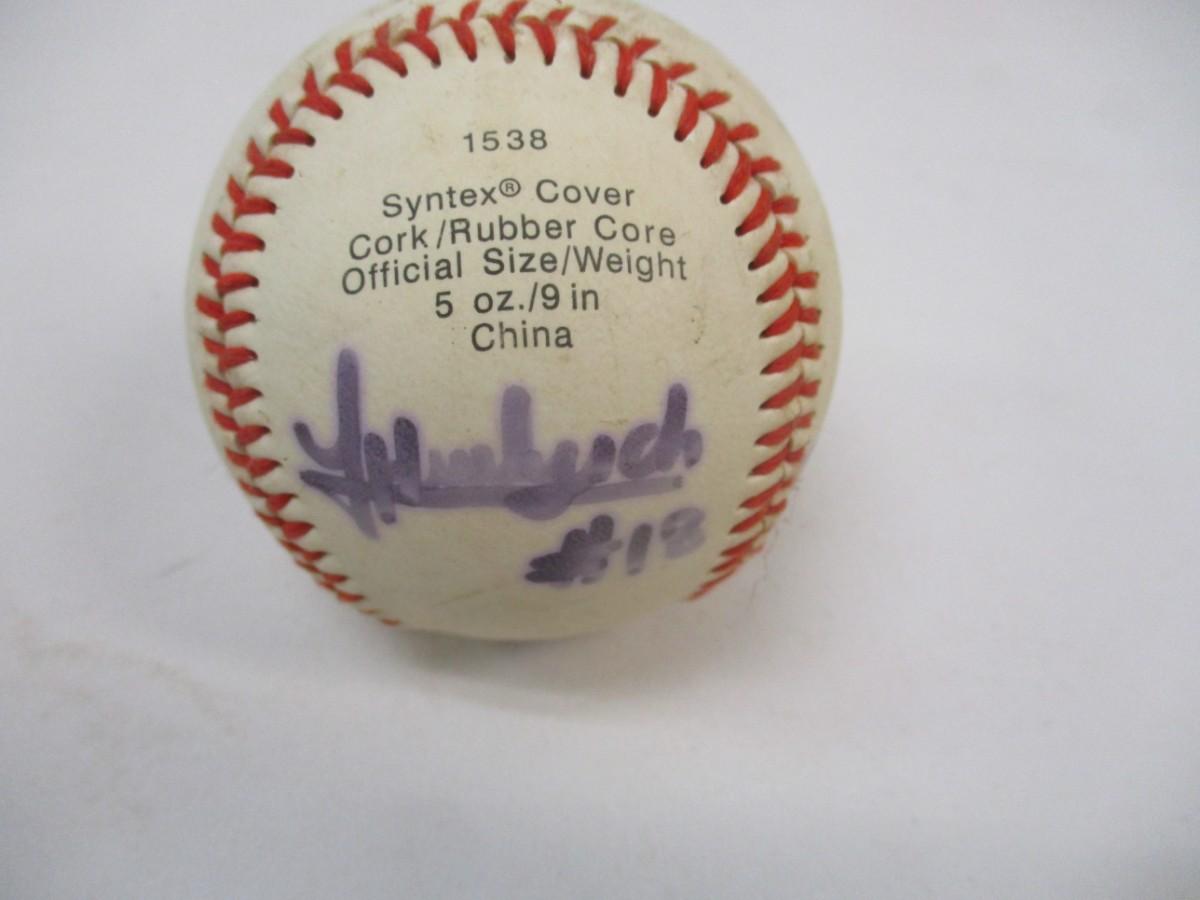 1538
Syntex® Cover
Cork/Rubber Core
Official Size/Weight
5 oz./9 in
China
#18